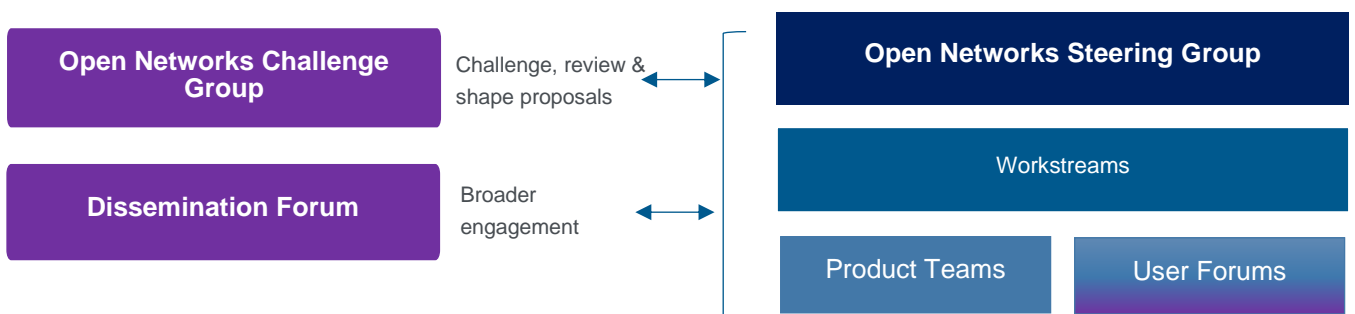 Open Networks Challenge
Group
Challenge, review &
shape proposals
Open Networks Steering Group
Workstreams
Dissemination Forum
Broader
engagement
Product Teams
User Forums